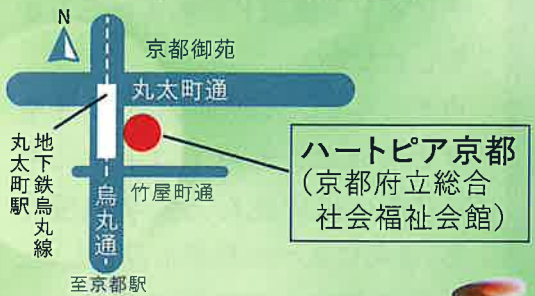 N
京都御苑
丸太町通
地下鉄烏丸線
丸太町駅
ハートピア京都
（京都府立総合
社会福祉会館）
竹屋町通
烏丸通
至京都駅